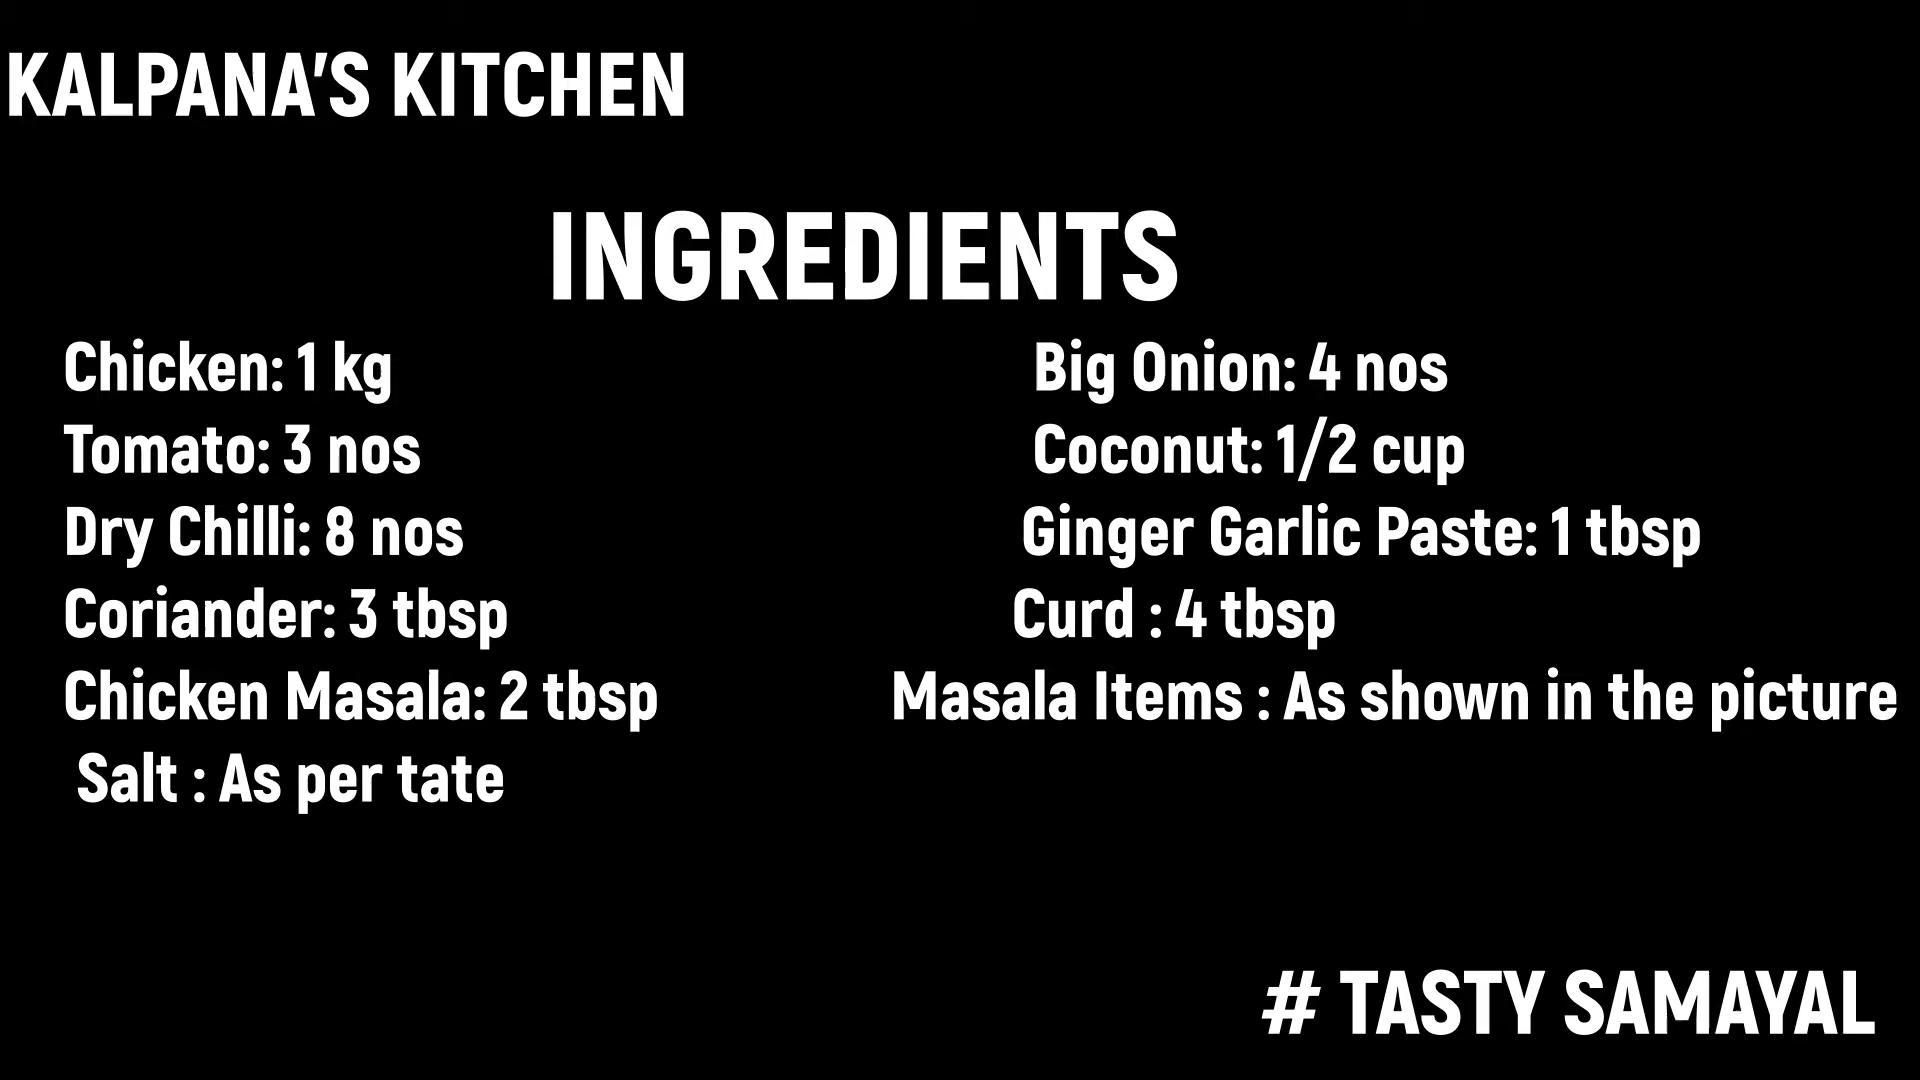 KALPANA'S KITCHEN
INGREDIENTS
Chicken: 1 kg
Big Onion: 4 nos
Tomato: 3 nos
Coconut: 1/2 cup
Dry Chilli: 8 nos
Ginger Garlic Paste: 1 tbsp
Coriander: 3 tbsp
Curd : 4 tbsp
Chicken Masala: 2 tbsp
Masala Items : As shown in the picture
Salt : As per tate
# TASTY SAMAYAL